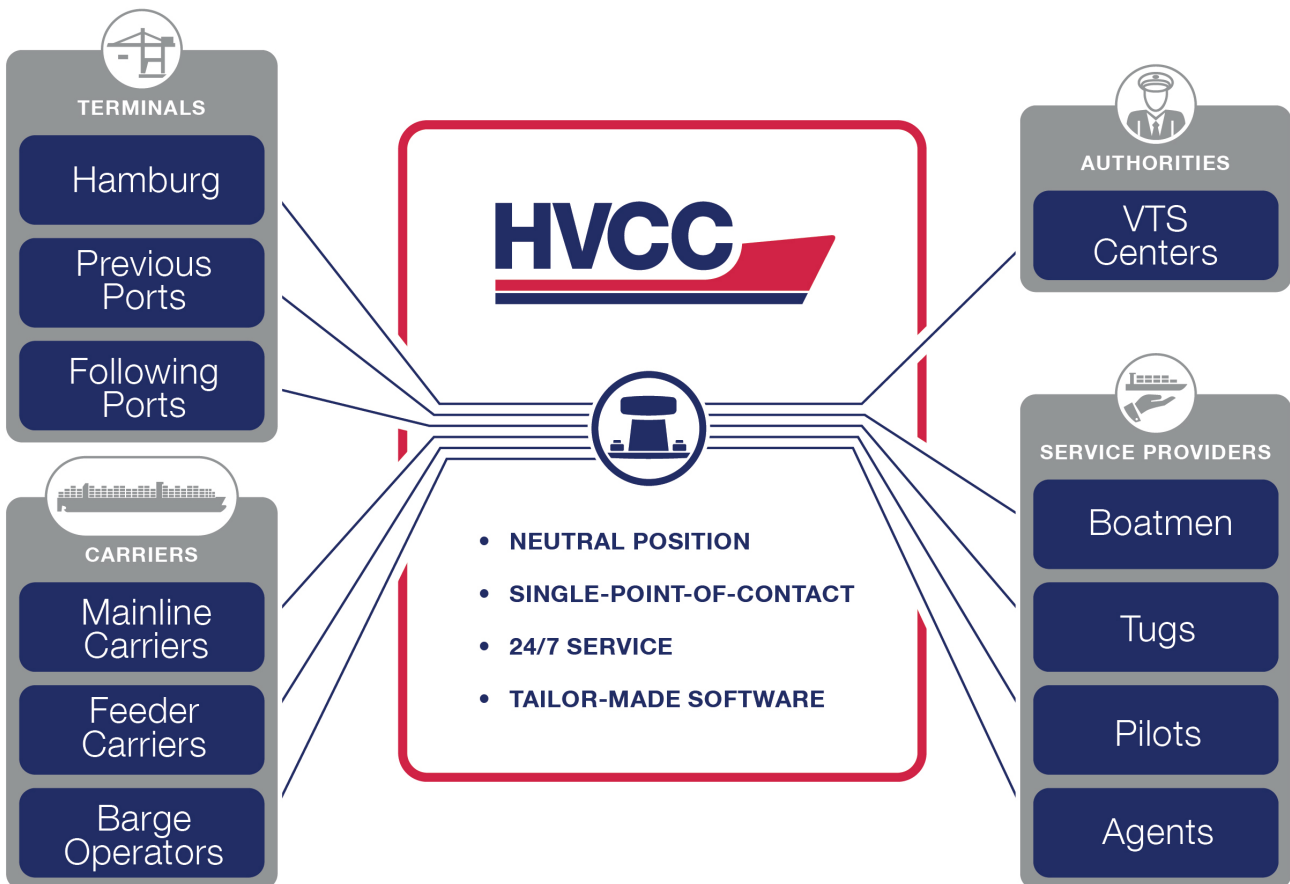 TERMINALS
Hamburg
Previous
Ports
Following
Ports
CARRIERS
Mainline
Carriers
Feeder
Carriers
Barge
Operators
HVCC
• NEUTRAL POSITION
• SINGLE-POINT-OF-CONTACT
• 24/7 SERVICE
• TAILOR-MADE SOFTWARE
AUTHORITIES
VTS
Centers
SERVICE PROVIDERS
Boatmen
Tugs
Pilots
Agents